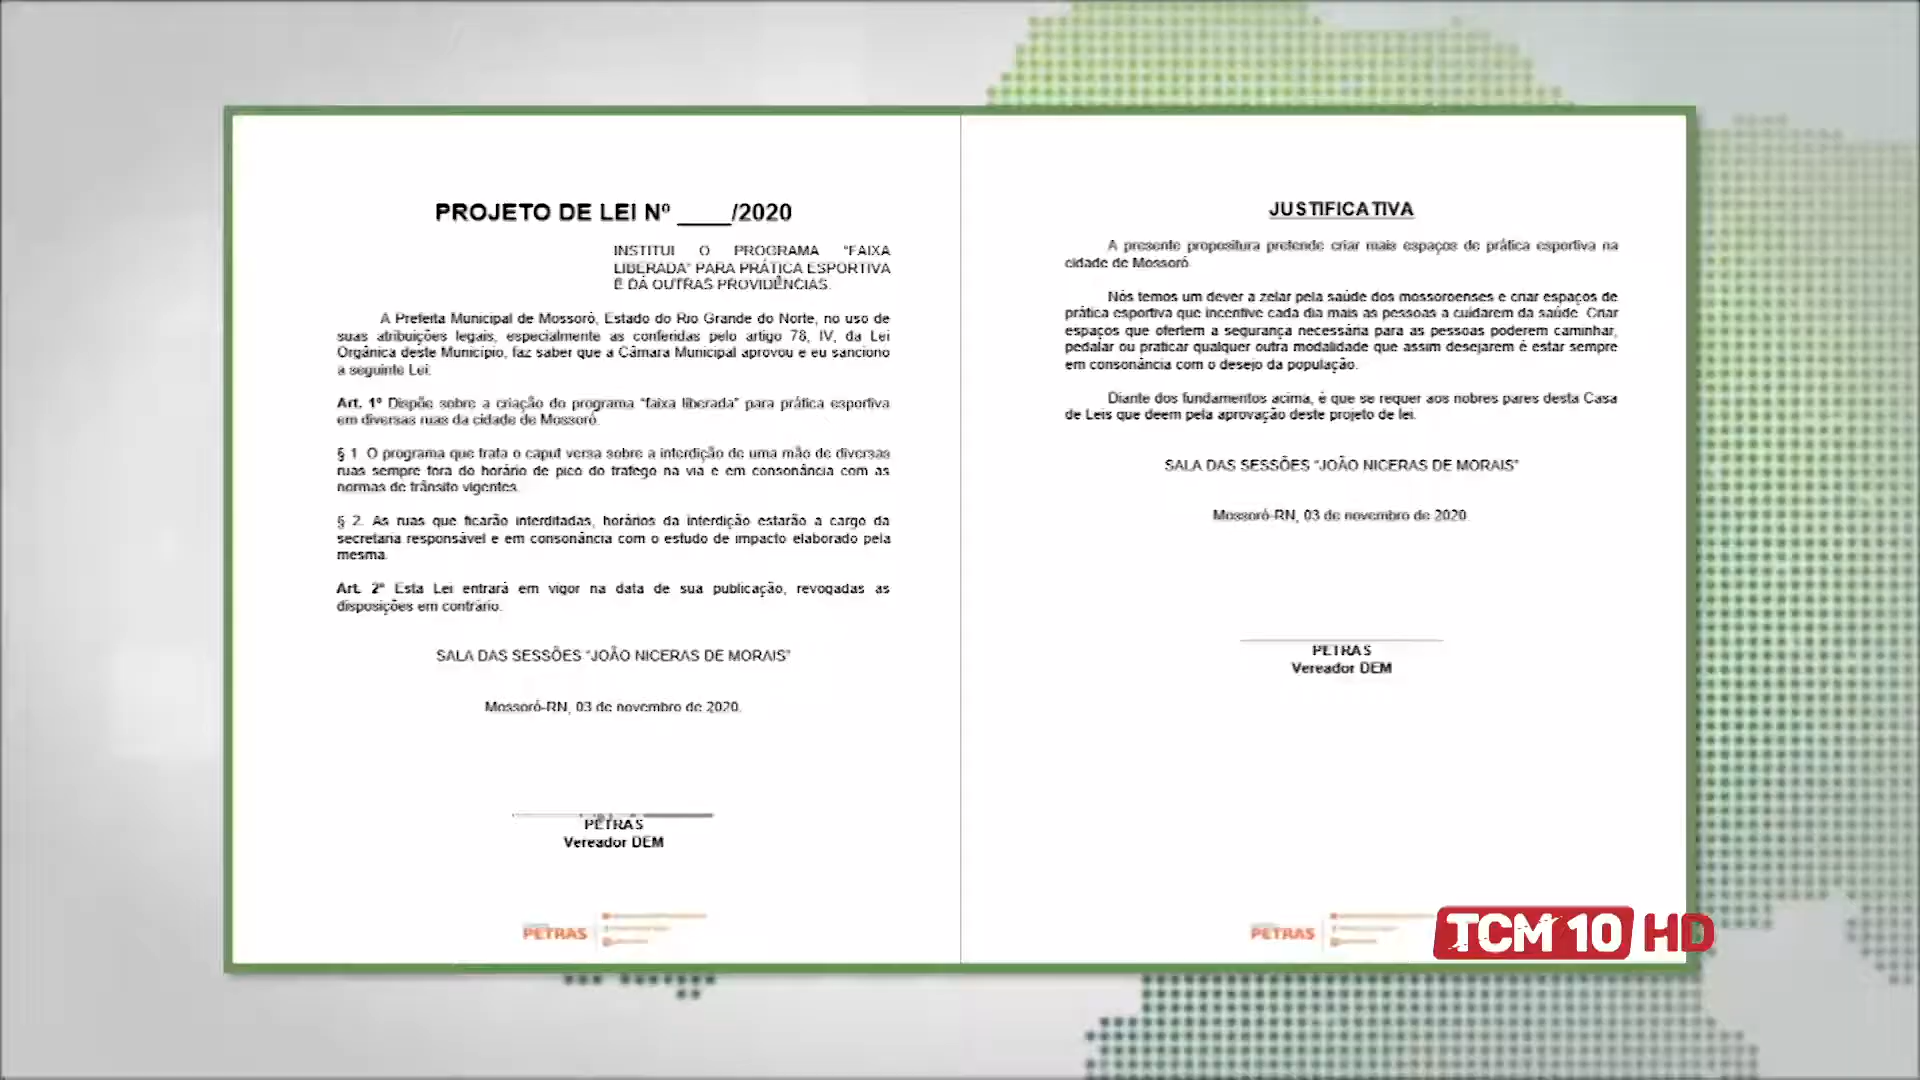 PROJETO DE LEI Nº ____/2020
INSTITUI O PROGRAMA "FAIXA
LIBERADA" PARA PRÁTICA ESPORTIVA
E DÁ OUTRAS PROVIDÊNCIAS.
A Prefeita Municipal de Mossoró, Estado do Rio Grande do Norte, no uso de
suas atribuições legais, especialmente as conferidas pelo artigo 78, IV, da Lei
Orgânica deste Município, faz saber que a Câmara Municipal aprovou e eu sanciono
a seguinte Lei:
Art. 1º Dispõe sobre a criação do programa "faixa liberada" para prática esportiva
em diversas ruas da cidade de Mossoró.
§ 1. O programa que trata o caput versa sobre a interdição de uma mão de diversas
ruas sempre fora do horário de pico do trafego na via e em consonância com as
normas de trânsito vigentes.
§ 2. As ruas que ficarão interditadas, horários da interdição estarão a cargo da
secretaria responsável e em consonância com o estudo de impacto elaborado pela
mesma.
Art. 2º Esta Lei entrará em vigor na data de sua publicação, revogadas as
disposições em contrário.
SALA DAS SESSÕES "JOÃO NICERAS DE MORAIS"
Mossoró-RN, 03 de novembro de 2020.
PETRAS
Vereador DEM
PETRAS
JUSTIFICATIVA
A presente propositura pretende criar mais espaços de prática esportiva na
cidade de Mossoró.
Nós temos um dever a zelar pela saúde dos mossoroenses e criar espaços de
prática esportiva que incentive cada dia mais as pessoas a cuidarem da saúde. Criar
espaços que ofertem a segurança necessária para as pessoas poderem caminhar,
pedalar ou praticar qualquer outra modalidade que assim desejarem é estar sempre
em consonância com o desejo da população.
Diante dos fundamentos acima, é que se requer aos nobres pares desta Casa
de Leis que deem pela aprovação deste projeto de lei.
SALA DAS SESSÕES "JOÃO NICERAS DE MORAIS"
Mossoró-RN, 03 de novembro de 2020.
PETRAS
Vereador DEM
PETRAS
TCM 10 HD